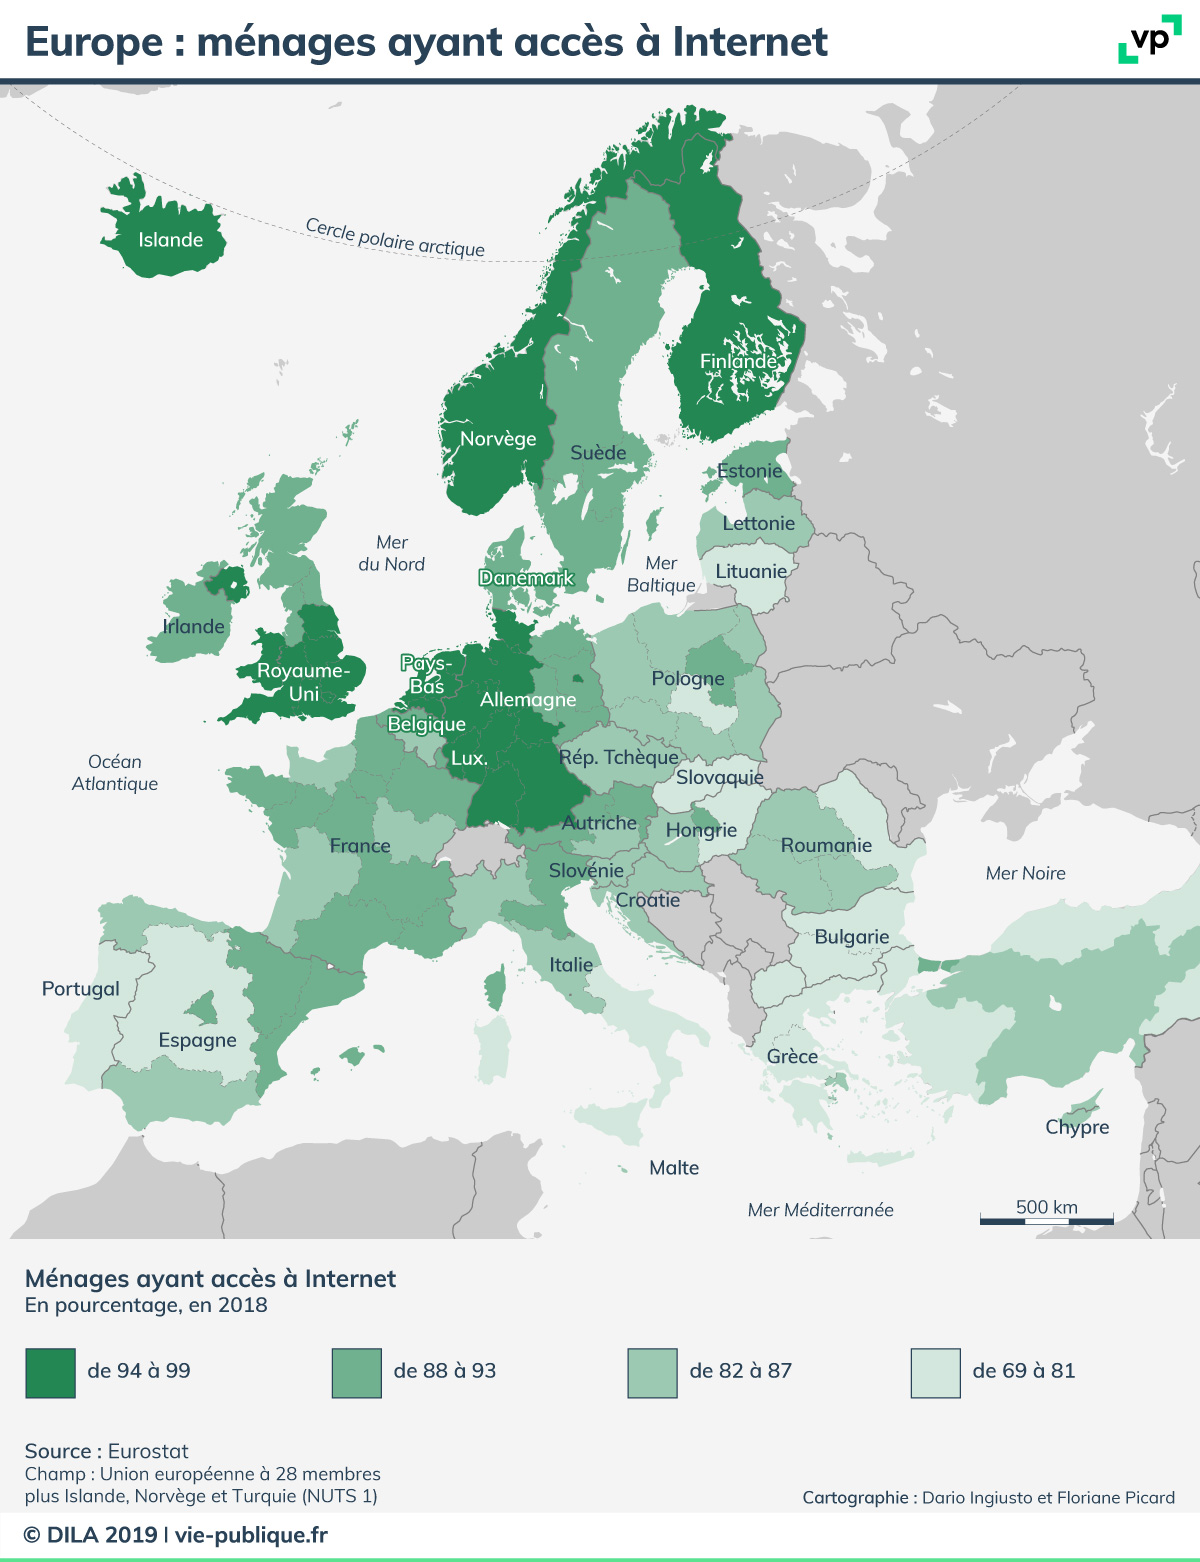 Europe : ménages ayant accès à Internet
vp
Islande
Cercle polaire arctique
Finlande
Norvège
Suède
Estonie
Lettonie
Mer
du Nord
Mer
Baltique
Lituanie
Danemark
Irlande
Royaume-
Uni
Pays-
Bas
Allemagne
Pologne
Belgique
Océan
Atlantique
Lux.
Rép. Tchèque
Slovaquie
Autriche
Hongrie
France
Roumanie
Slovénie
Croatie
Mer Noire
Bulgarie
Italie
Portugal
Espagne
Grèce
Chypre
Malte
Mer Méditerranée
500 km
Ménages ayant accès à Internet
En pourcentage, en 2018
de 94 à 99
de 88 à 93
de 82 à 87
de 69 à 81
Source : Eurostat
Champ : Union européenne à 28 membres
plus Islande, Norvège et Turquie (NUTS 1)
Cartographie : Dario Ingiusto et Floriane Picard
© DILA 2019 | vie-publique.fr